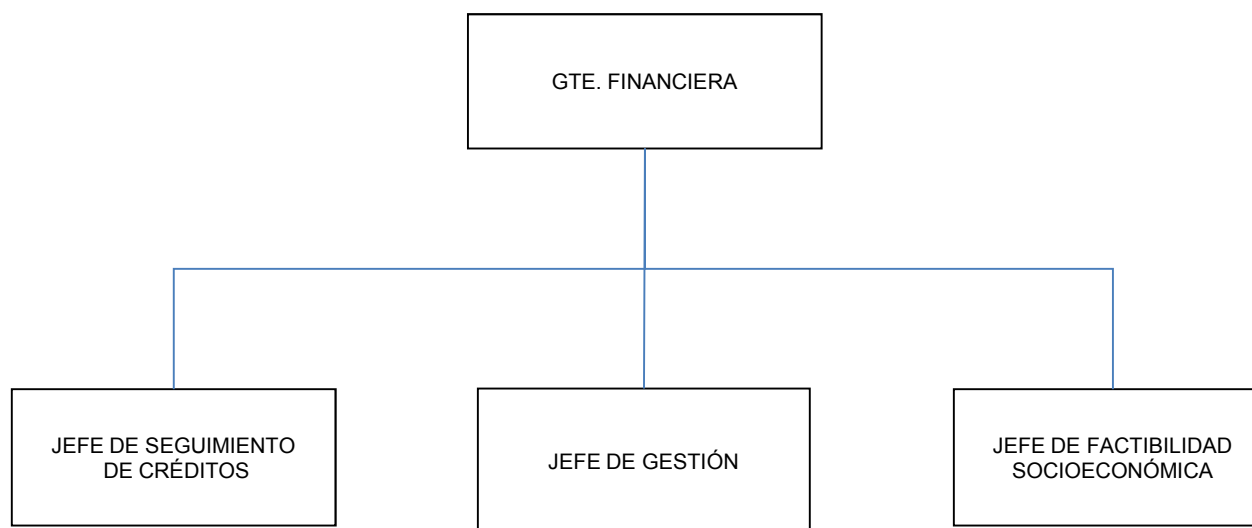 GTE. FINANCIERA
JEFE DE SEGUIMIENTO
DE CRÉDITOS
JEFE DE GESTIÓN
JEFE DE FACTIBILIDAD
SOCIOECONÓMICA